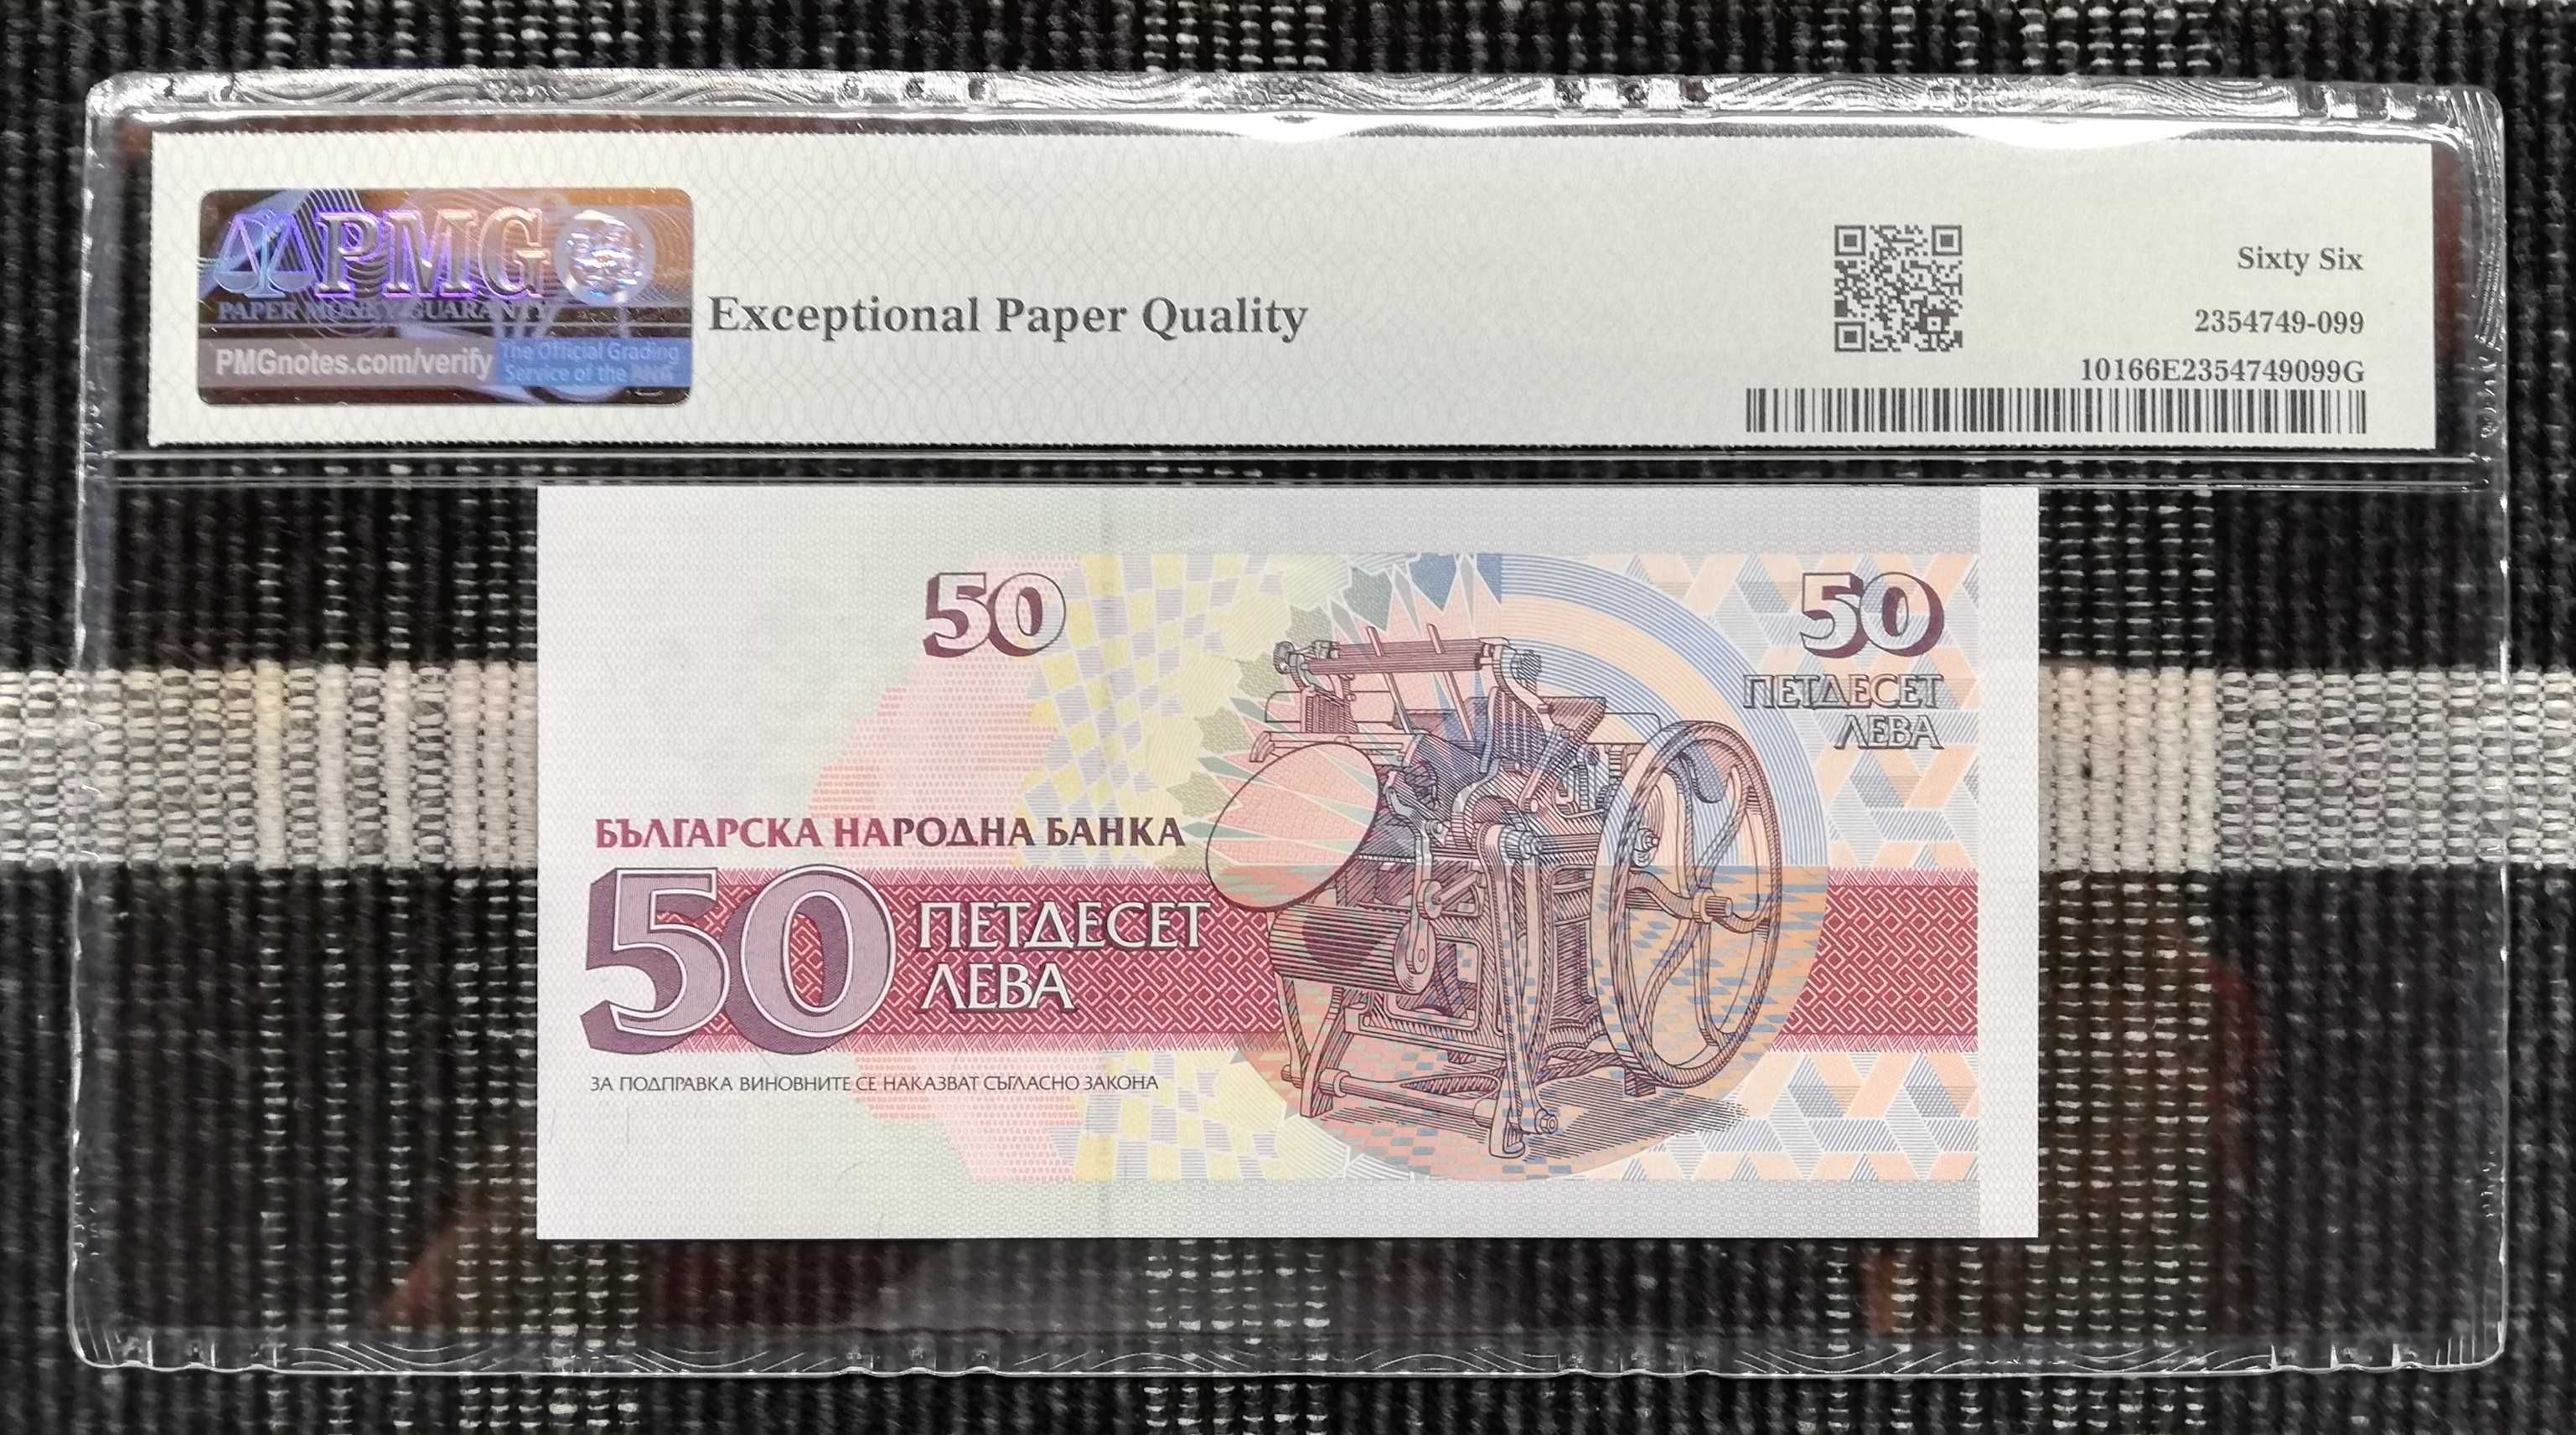 PMG
PAPER MONEY GUARANTY
PMGnotes.com/verify
The Official Grading
Service of the ANA
Exceptional Paper Quality
Sixty Six
2354749-099
10166E2354749099G
50
50
ПЕТДЕСЕТ
ЛЕВА
БЪЛГАРСКА НАРОДНА БАНКА
50 ПЕТДЕСЕТ
ЛЕВА
ЗА ПОДПРАВКА ВИНОВНИТЕ СЕ НАКАЗВАТ СЪГЛАСНО ЗАКОНА